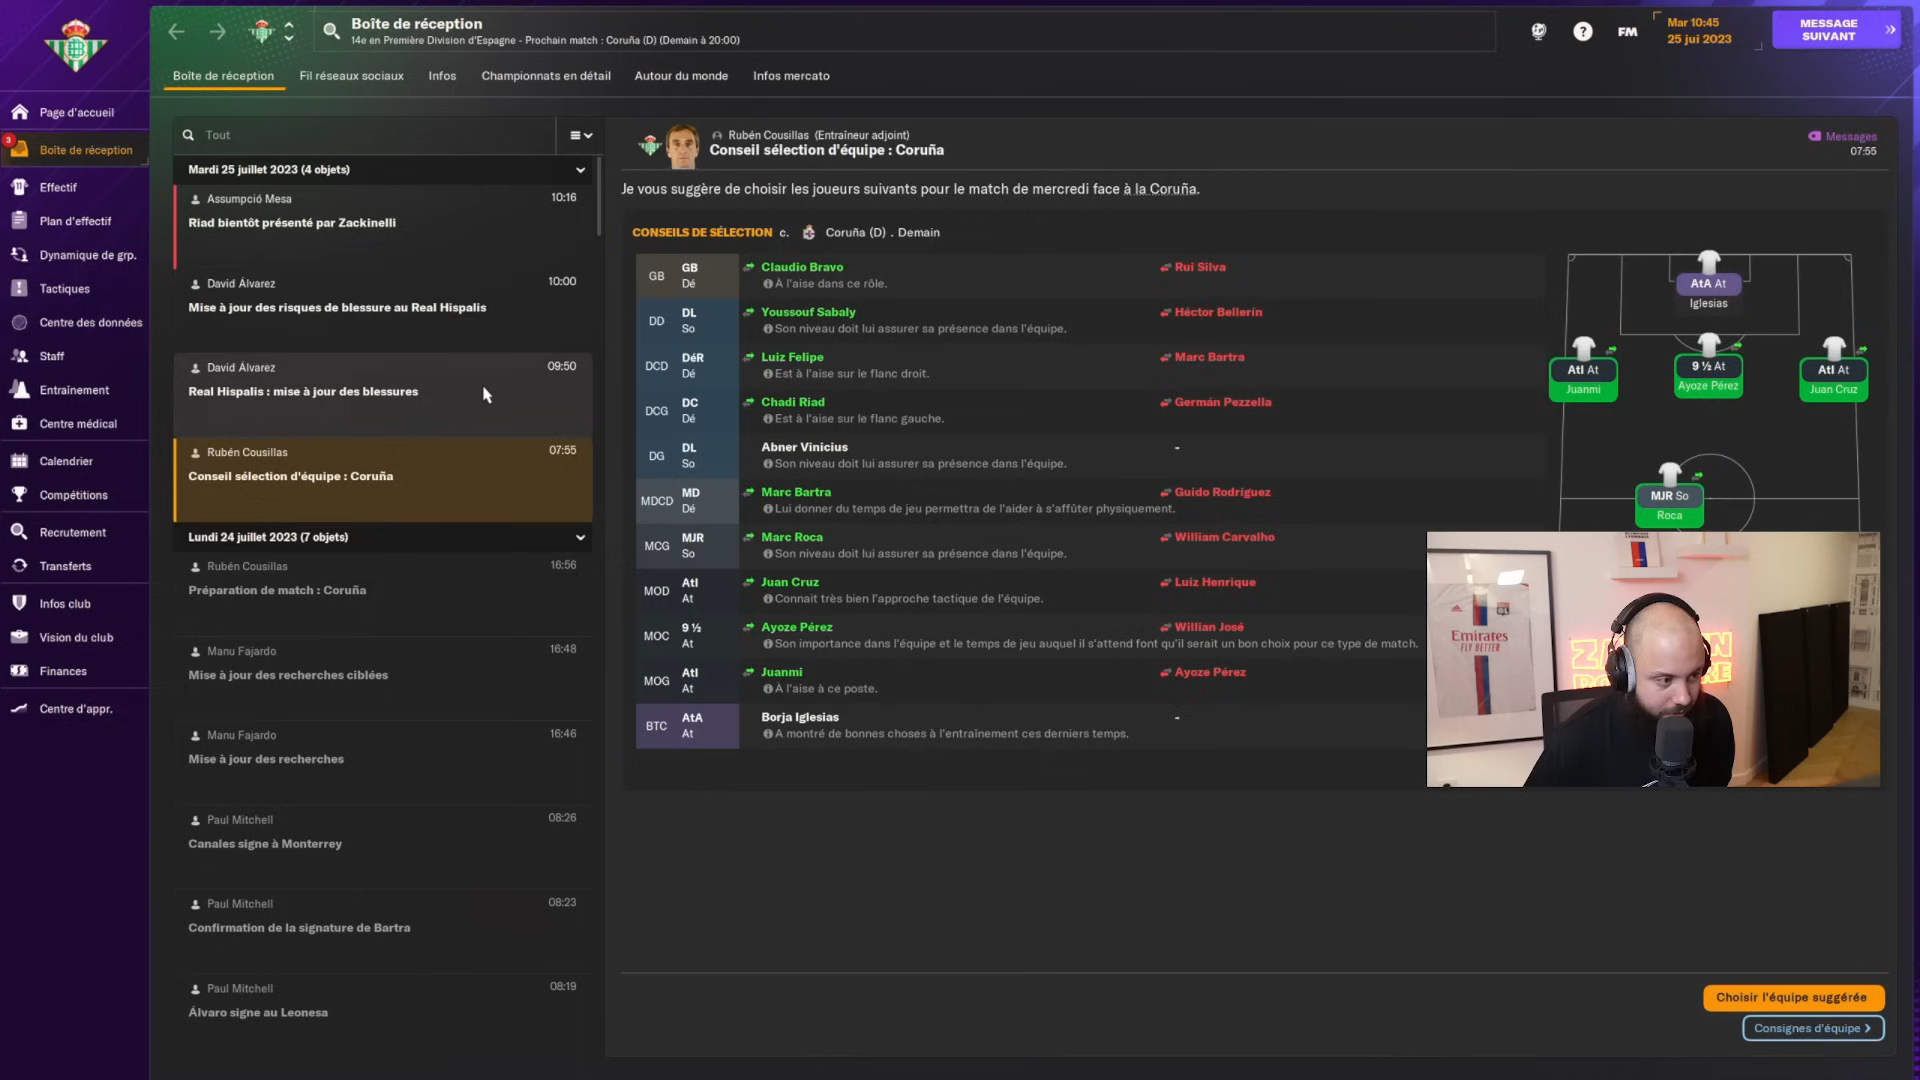 Boîte de réception
14e en Première Division d'Espagne - Prochain match : Coruña (D) (Demain à 20:00)
FM
Mar 10:45
25 jui 2023
MESSAGE
SUIVANT
Boîte de réception
Fil réseaux sociaux
Infos
Championnats en détail
Autour du monde
Infos mercato
Page d'accueil
3
Boîte de réception
Effectif
Plan d'effectif
Dynamique de grp.
Tactiques
Centre des données
Staff
Entraînement
Centre médical
Calendrier
Compétitions
Recrutement
Transferts
Infos club
Vision du club
Finances
Centre d'appr.
Tout
Mardi 25 juillet 2023 (4 objets)
Assumpció Mesa
10:16
Riad bientôt présenté par Zackinelli
David Álvarez
10:00
Mise à jour des risques de blessure au Real Hispalis
David Álvarez
09:50
Real Hispalis : mise à jour des blessures
Rubén Cousillas
07:55
Conseil sélection d'équipe : Coruña
Lundi 24 juillet 2023 (7 objets)
Rubén Cousillas
16:56
Préparation de match : Coruña
Manu Fajardo
16:48
Mise à jour des recherches ciblées
Manu Fajardo
16:46
Mise à jour des recherches
Paul Mitchell
08:26
Canales signe à Monterrey
Paul Mitchell
08:23
Confirmation de la signature de Bartra
Paul Mitchell
08:19
Álvaro signe au Leonesa
Rubén Cousillas (Entraîneur adjoint)
Conseil sélection d'équipe : Coruña
Messages
07:55
Je vous suggère de choisir les joueurs suivants pour le match de mercredi face à la Coruña.
CONSEILS DE SÉLECTION c. Coruña (D) . Demain
GB GB Dé Claudio Bravo Rui Silva
À l'aise dans ce rôle.
DD DL So Youssouf Sabaly Héctor Bellerín
Son niveau doit lui assurer sa présence dans l'équipe.
DCD DéR Dé Luiz Felipe Marc Bartra
Est à l'aise sur le flanc droit.
DCG DC Dé Chadi Riad Germán Pezzella
Est à l'aise sur le flanc gauche.
DG DL So Abner Vinicius -
Son niveau doit lui assurer sa présence dans l'équipe.
MDCD MD Dé Marc Bartra Guido Rodríguez
Lui donner du temps de jeu permettra de l'aider à s'affûter physiquement.
MCG MJR So Marc Roca William Carvalho
Son niveau doit lui assurer sa présence dans l'équipe.
MOD AtI At Juan Cruz Luiz Henrique
Connait très bien l'approche tactique de l'équipe.
MOC 9 ½ At Ayoze Pérez Willian José
Son importance dans l'équipe et le temps de jeu auquel il s'attend font qu'il serait un bon choix pour ce type de match.
MOG AtI At Juanmi Ayoze Pérez
À l'aise à ce poste.
BTC AtA At Borja Iglesias -
A montré de bonnes choses à l'entraînement ces derniers temps.
AtA At
Iglesias
AtI At
Juanmi
9 ½ At
Ayoze Pérez
AtI At
Juan Cruz
MJR So
Roca
Emirates
FLY BETTER
Choisir l'équipe suggérée
Consignes d'équipe